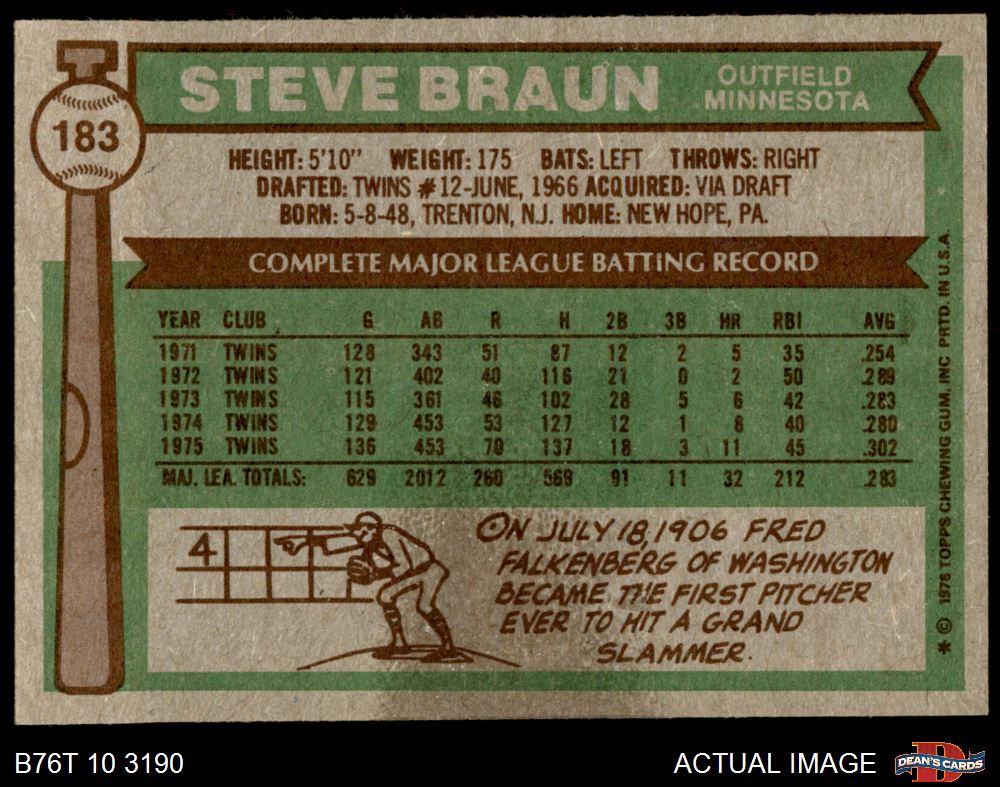 183
STEVE BRAUN
OUTFIELD
MINNESOTA
HEIGHT: 5'10" WEIGHT: 175 BATS: LEFT THROWS: RIGHT
DRAFTED: TWINS #12-JUNE, 1966 ACQUIRED: VIA DRAFT
BORN: 5-8-48, TRENTON, N.J. HOME: NEW HOPE, PA.
COMPLETE MAJOR LEAGUE BATTING RECORD
YEAR CLUB G AB R H 2B 3B HR RBI AVG
1971 TWINS 128 343 51 87 12 2 5 35 .254
1972 TWINS 121 402 40 116 21 0 2 50 .289
1973 TWINS 115 361 46 102 28 5 6 42 .283
1974 TWINS 129 453 53 127 12 1 8 40 .280
1975 TWINS 136 453 70 137 18 3 11 45 .302
MAJ. LEA. TOTALS: 629 2012 260 569 91 11 32 212 .283
4
ON JULY 18, 1906 FRED
FALKENBERG OF WASHINGTON
BECAME THE FIRST PITCHER
EVER TO HIT A GRAND
SLAMMER.
* © 1976 TOPPS CHEWING GUM, INC. PRTD. IN U.S.A.
B76T 10 3190
ACTUAL IMAGE
D
DEAN'S CARDS